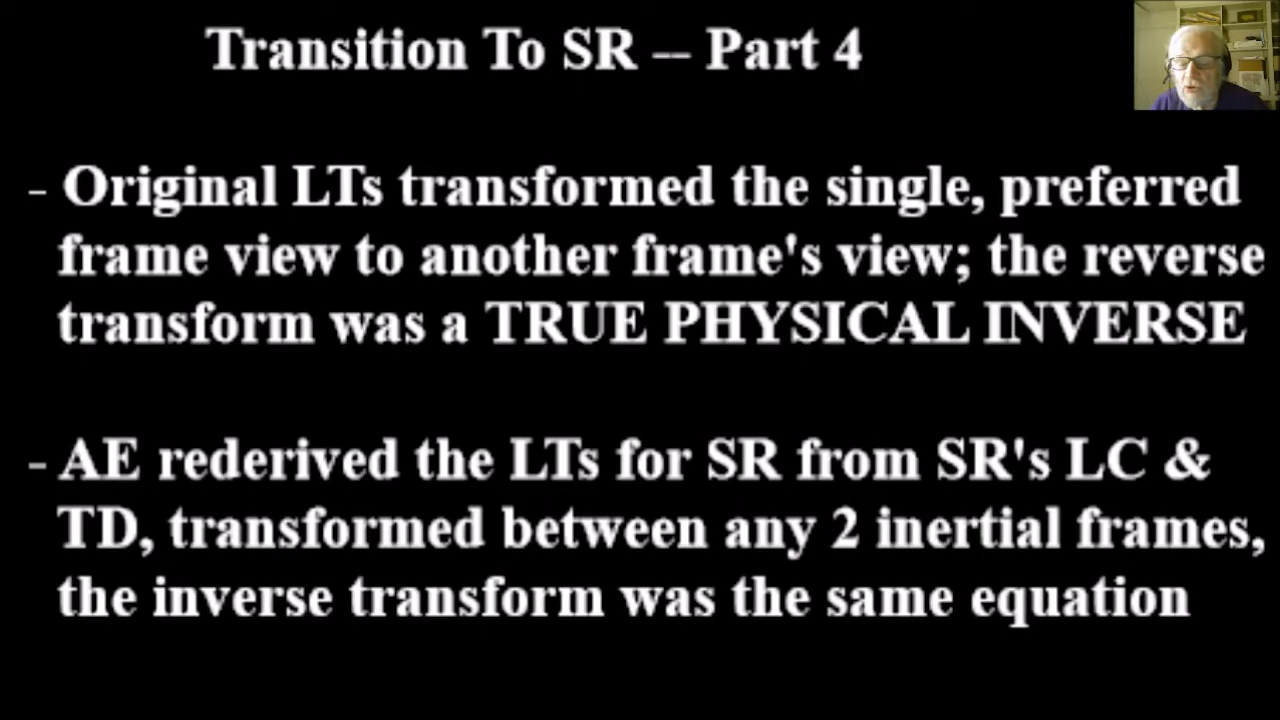 Transition To SR -- Part 4
- Original LTs transformed the single, preferred
frame view to another frame's view; the reverse
transform was a TRUE PHYSICAL INVERSE
- AE rederived the LTs for SR from SR's LC &
TD, transformed between any 2 inertial frames,
the inverse transform was the same equation